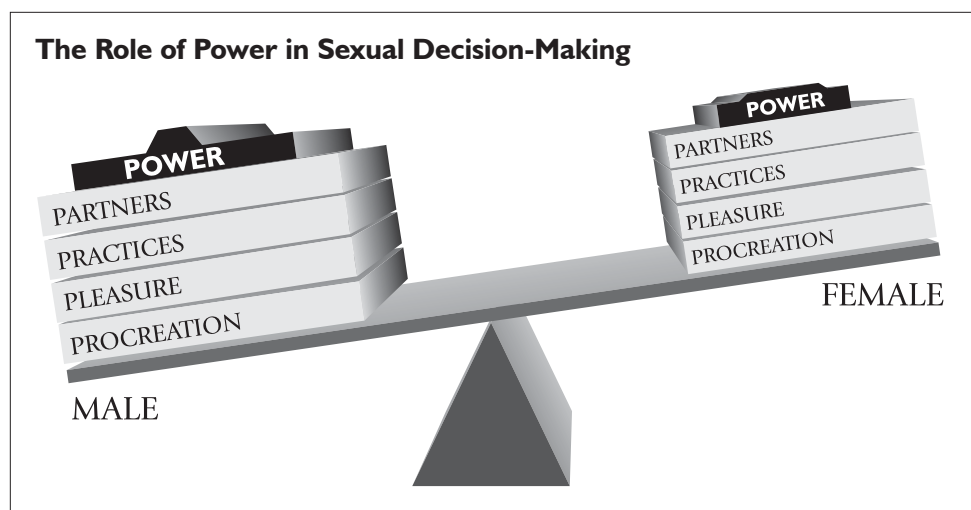 The Role of Power in Sexual Decision-Making
POWER
PARTNERS
PRACTICES
PLEASURE
PROCREATION
MALE
POWER
PARTNERS
PRACTICES
PLEASURE
PROCREATION
FEMALE